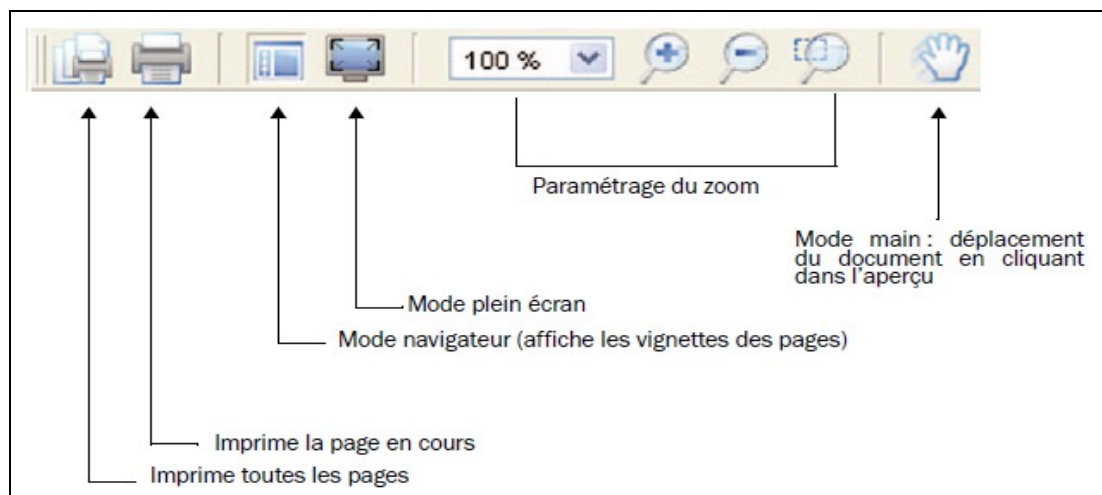 100 %
Paramétrage du zoom
Mode main : déplacement
du document en cliquant
dans l'aperçu
Mode plein écran
Mode navigateur (affiche les vignettes des pages)
Imprime la page en cours
Imprime toutes les pages